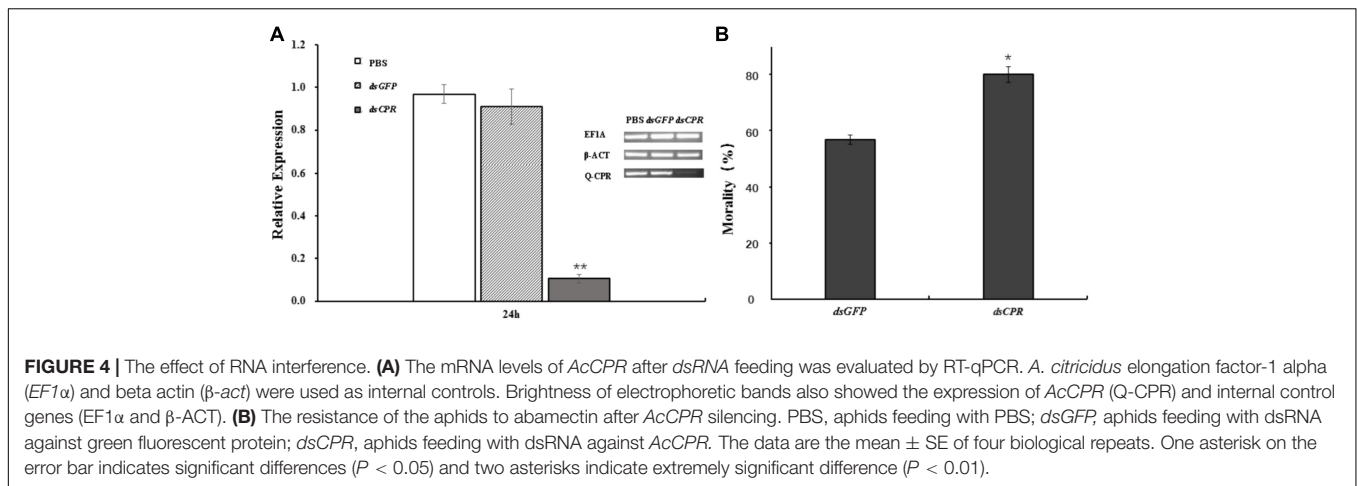 A
1.2
1.0
0.8
0.6
0.4
0.2
0.0
Relative Expression
PBS
dsGFP
dsCPR
PBS dsGFP dsCPR
EF1A
β-ACT
Q-CPR
**
24h
B
80
60
40
20
0
Morality (%)
*
dsGFP
dsCPR
FIGURE 4 | The effect of RNA interference. (A) The mRNA levels of AcCPR after dsRNA feeding was evaluated by RT-qPCR. A. citricidus elongation factor-1 alpha
(EF1α) and beta actin (β-act) were used as internal controls. Brightness of electrophoretic bands also showed the expression of AcCPR (Q-CPR) and internal control
genes (EF1α and β-ACT). (B) The resistance of the aphids to abamectin after AcCPR silencing. PBS, aphids feeding with PBS; dsGFP, aphids feeding with dsRNA
against green fluorescent protein; dsCPR, aphids feeding with dsRNA against AcCPR. The data are the mean ± SE of four biological repeats. One asterisk on the
error bar indicates significant differences (P < 0.05) and two asterisks indicate extremely significant difference (P < 0.01).